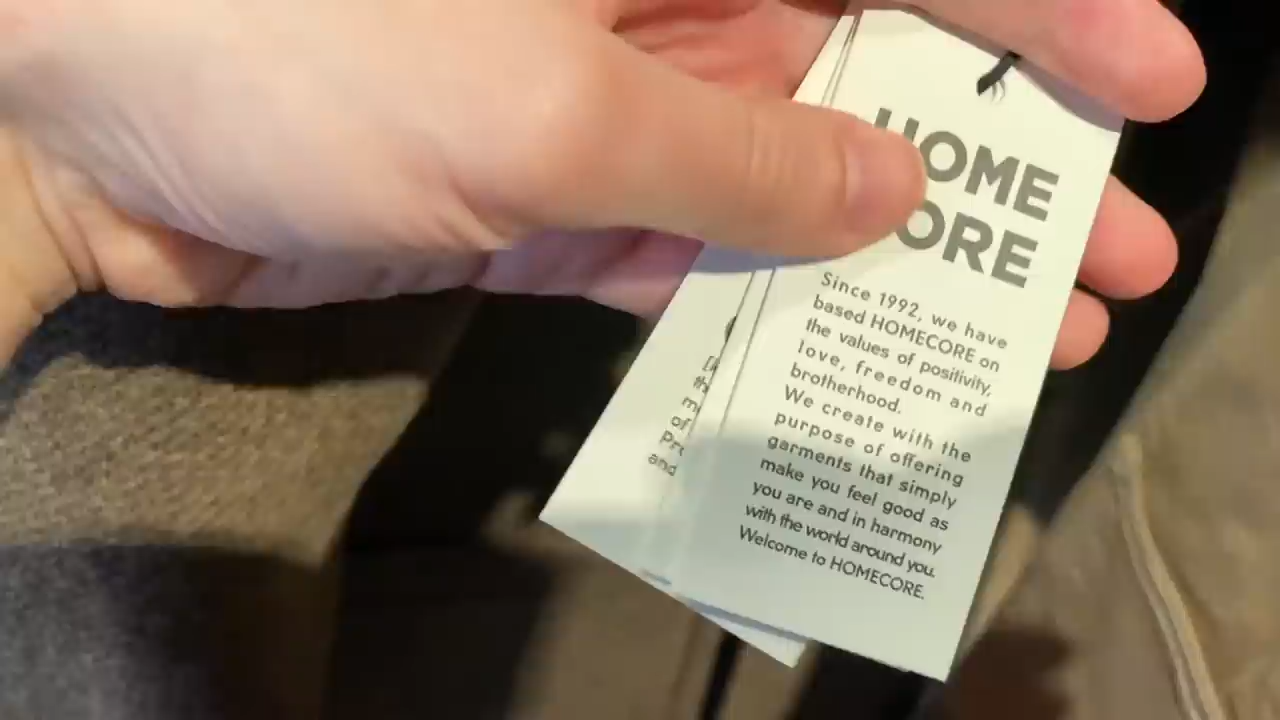 HOME
ORE
Since 1992, we have
based HOMECORE on
the values of positivity,
love, freedom and
brotherhood.
We create with the
purpose of offering
garments that simply
make you feel good as
you are and in harmony
with the world around you.
Welcome to HOMECORE.
and